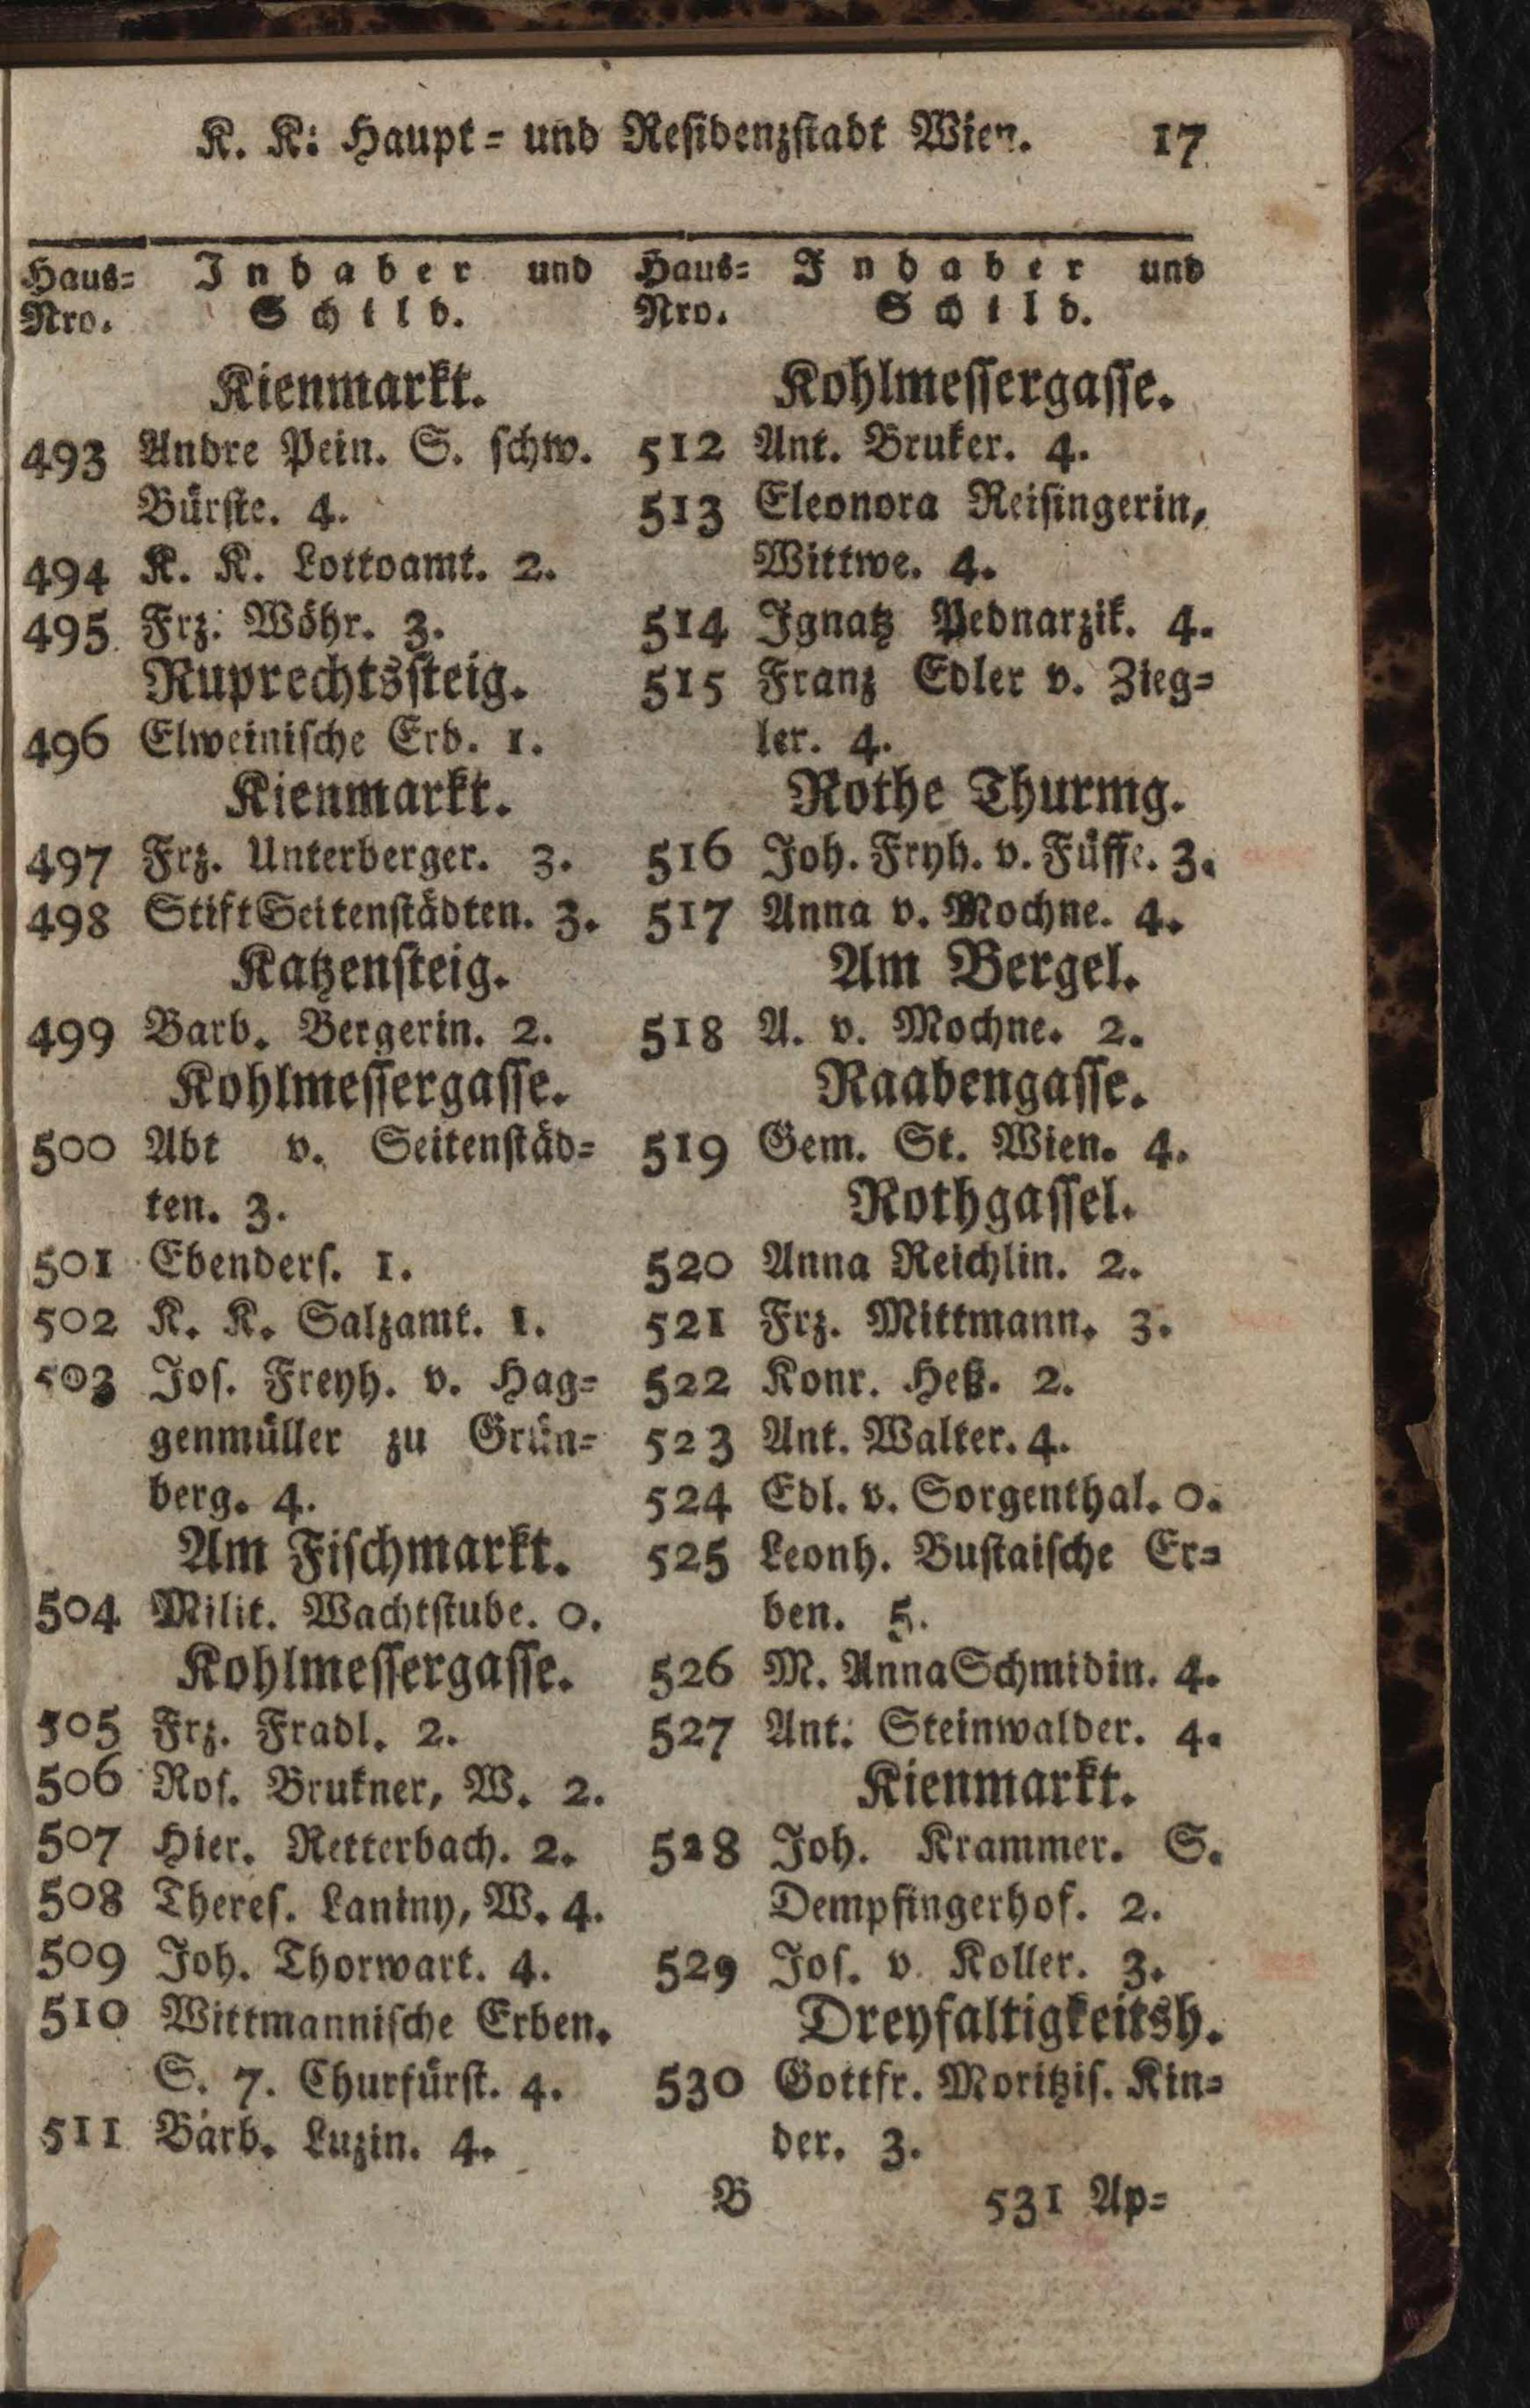 K. K. Haupt- und Residenzstadt Wien. 17
Haus- Inhaber und
Nro. Schild.
Kienmarkt.
493 Andre Pein. S. schw.
Bürste. 4.
494 K. K. Lottoamt. 2.
495 Frz. Wöhr. 3.
Ruprechtssteig.
496 Elweinische Erb. 1.
Kienmarkt.
497 Frz. Unterberger. 3.
498 Stift Seitenstädten. 3.
Katzensteig.
499 Barb. Bergerin. 2.
Kohlmessergasse.
500 Abt v. Seitenstäd-
ten. 3.
501 Ebenders. 1.
502 K. K. Salzamt. 1.
503 Jos. Freyh. v. Hag-
genmüller zu Grün-
berg. 4.
Am Fischmarkt.
504 Milit. Wachtstube. 0.
Kohlmessergasse.
505 Frz. Fradl. 2.
506 Ros. Brukner, W. 2.
507 Hier. Retterbach. 2.
508 Theres. Laniny, W. 4.
509 Joh. Thorwart. 4.
510 Wittmannische Erben.
S. 7. Churfürst. 4.
511 Barb. Luzin. 4.
Haus- Inhaber und
Nro. Schild.
Kohlmessergasse.
512 Ant. Bruker. 4.
513 Eleonora Reisingerin,
Wittwe. 4.
514 Ignatz Pednarzik. 4.
515 Franz Edler v. Zieg-
ler. 4.
Rothe Thurmg.
516 Joh. Fryh. v. Füsse. 3.
517 Anna v. Mochne. 4.
Am Bergel.
518 A. v. Mochne. 2.
Raabengasse.
519 Gem. St. Wien. 4.
Rothgassel.
520 Anna Reichlin. 2.
521 Frz. Mittmann. 3.
522 Konr. Heß. 2.
523 Ant. Walter. 4.
524 Edl. v. Sorgenthal. 0.
525 Leonh. Bustaische Er-
ben. 5.
526 M. Anna Schmidin. 4.
527 Ant. Steinwalder. 4.
Kienmarkt.
528 Joh. Krammer. S.
Dempfingerhof. 2.
529 Jos. v. Koller. 3.
Dreyfaltigkeitsh.
530 Gottfr. Moritzis. Kin-
der. 3.
B 531 Ap-